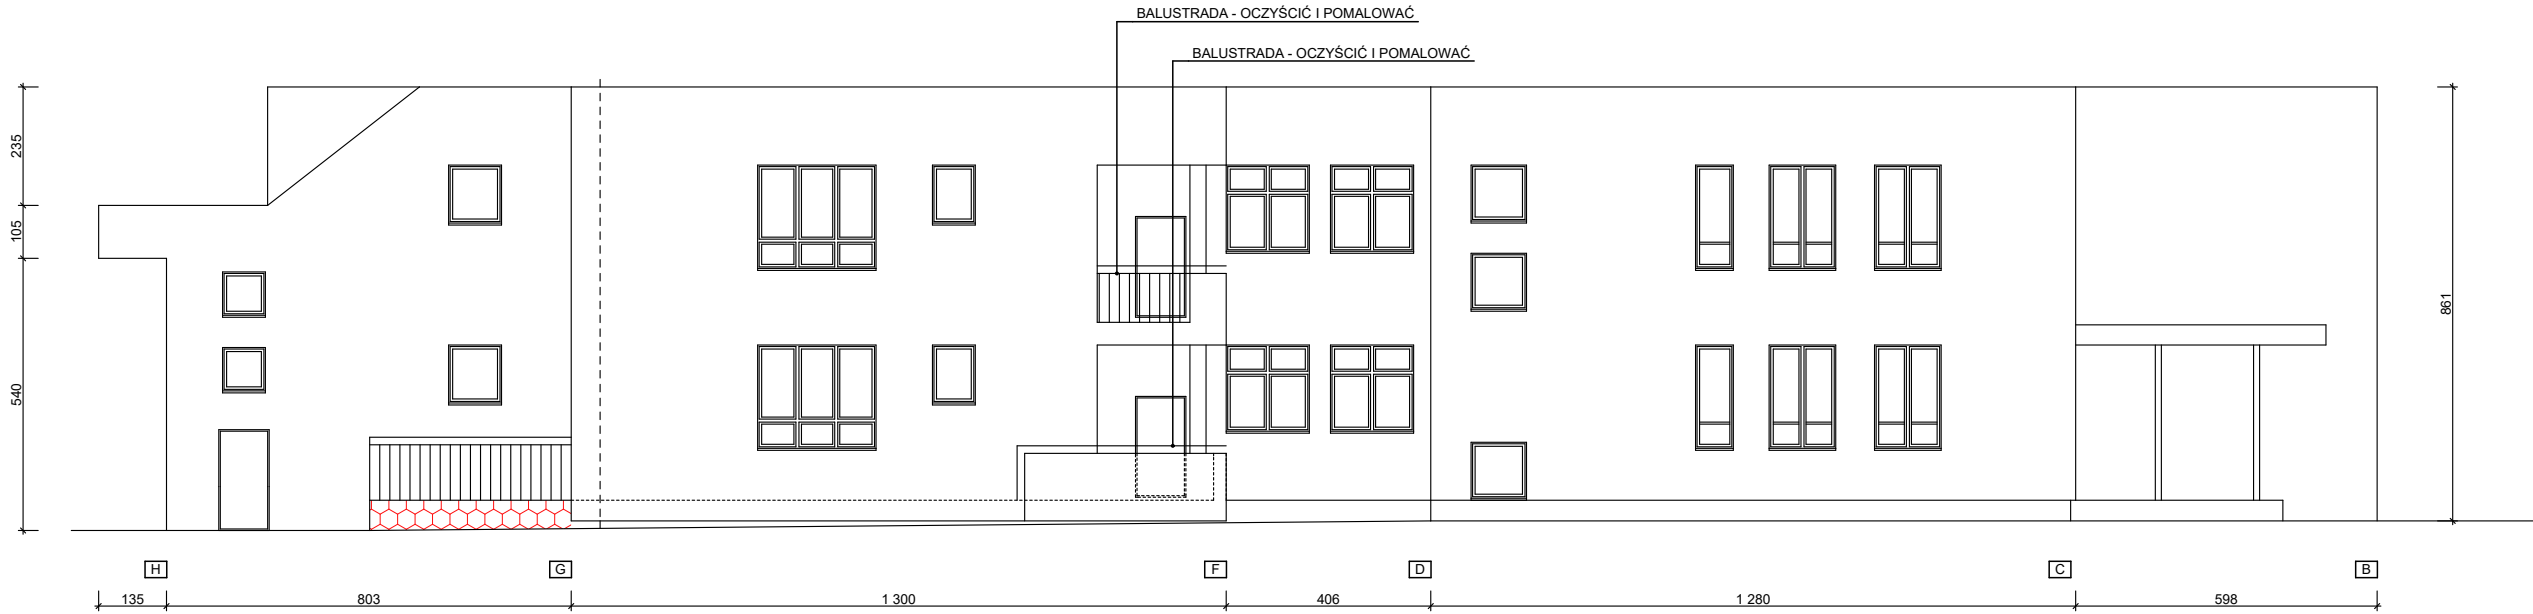 BALUSTRADA - OCZYŚCIĆ I POMALOWAĆ
BALUSTRADA - OCZYŚCIĆ I POMALOWAĆ
235
105
540
861
H
G
F
D
C
B
135
803
1 300
406
1 280
598